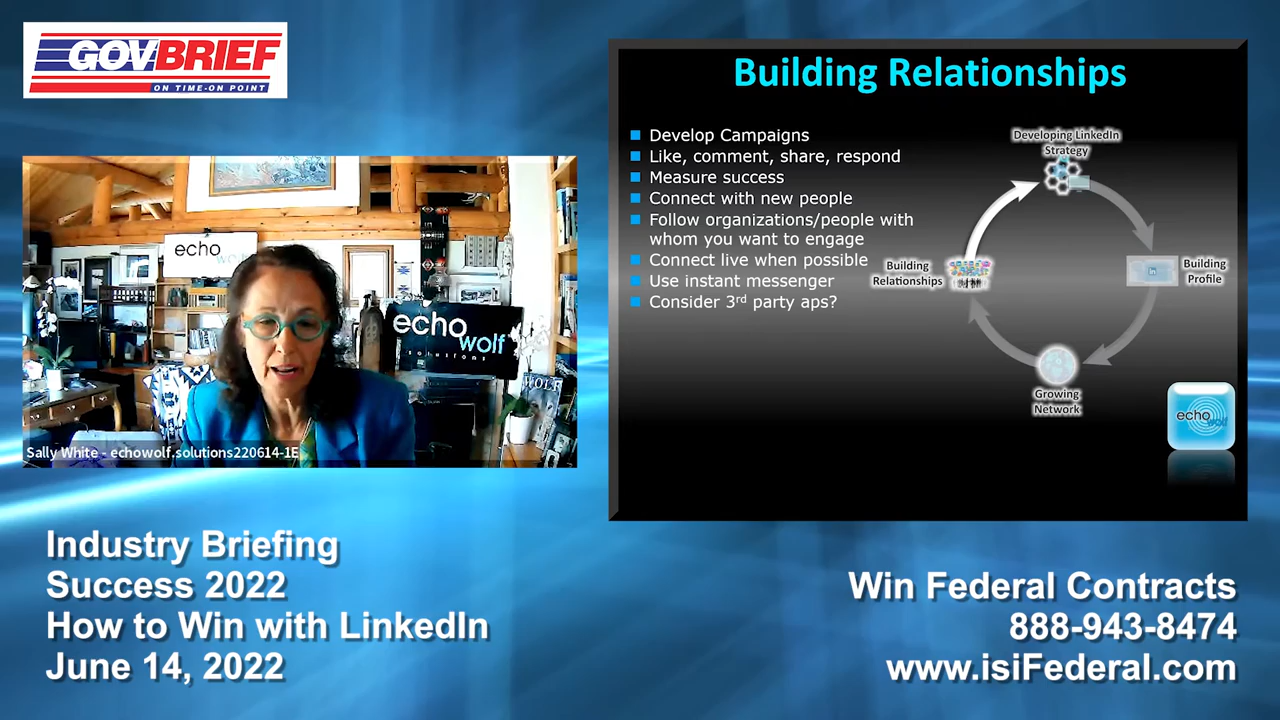 GOVBRIEF
ON TIME-ON POINT
echo
echo
wolf
solutions
WOLF
Sally White - echowolf.solutions220614-1E
Industry Briefing
Success 2022
How to Win with LinkedIn
June 14, 2022
Building Relationships
Develop Campaigns
Like, comment, share, respond
Measure success
Connect with new people
Follow organizations/people with
whom you want to engage
Connect live when possible
Use instant messenger
Consider 3rd party aps?
Developing LinkedIn
Strategy
Building
Profile
in
Growing
Network
Building
Relationships
echo
wolf
Win Federal Contracts
888-943-8474
www.isiFederal.com